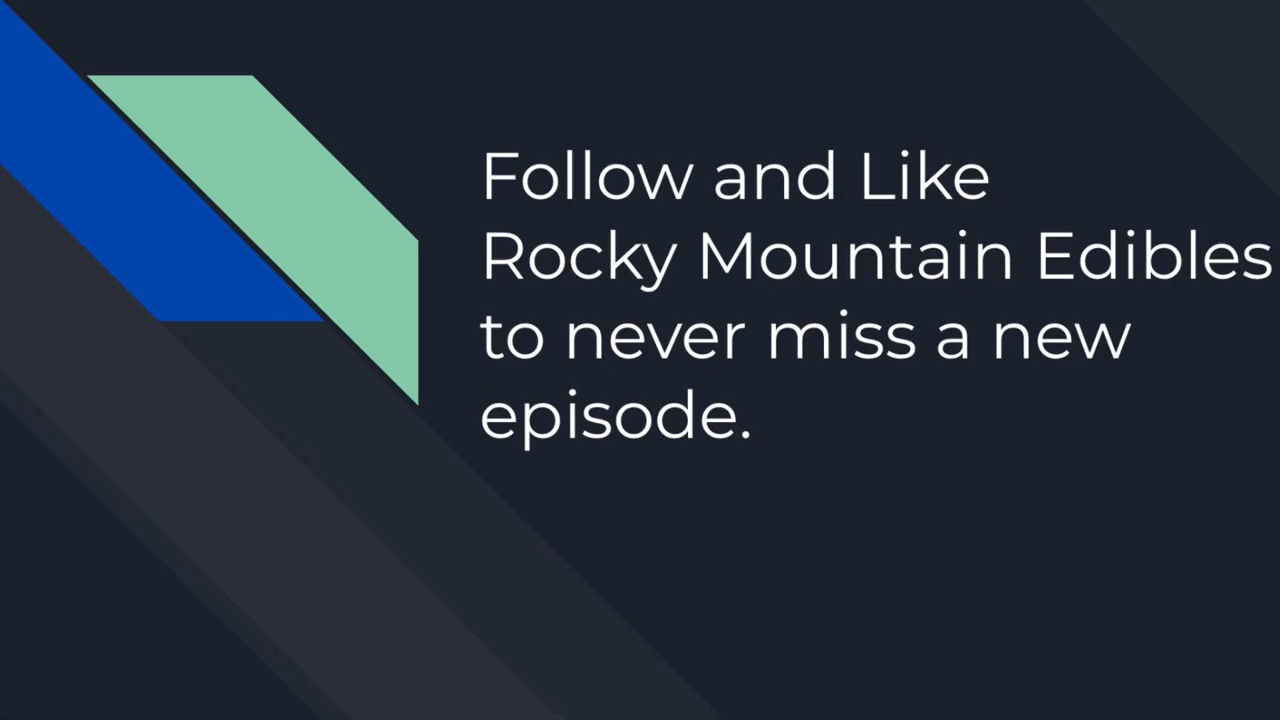 Follow and Like
Rocky Mountain Edibles
to never miss a new
episode.